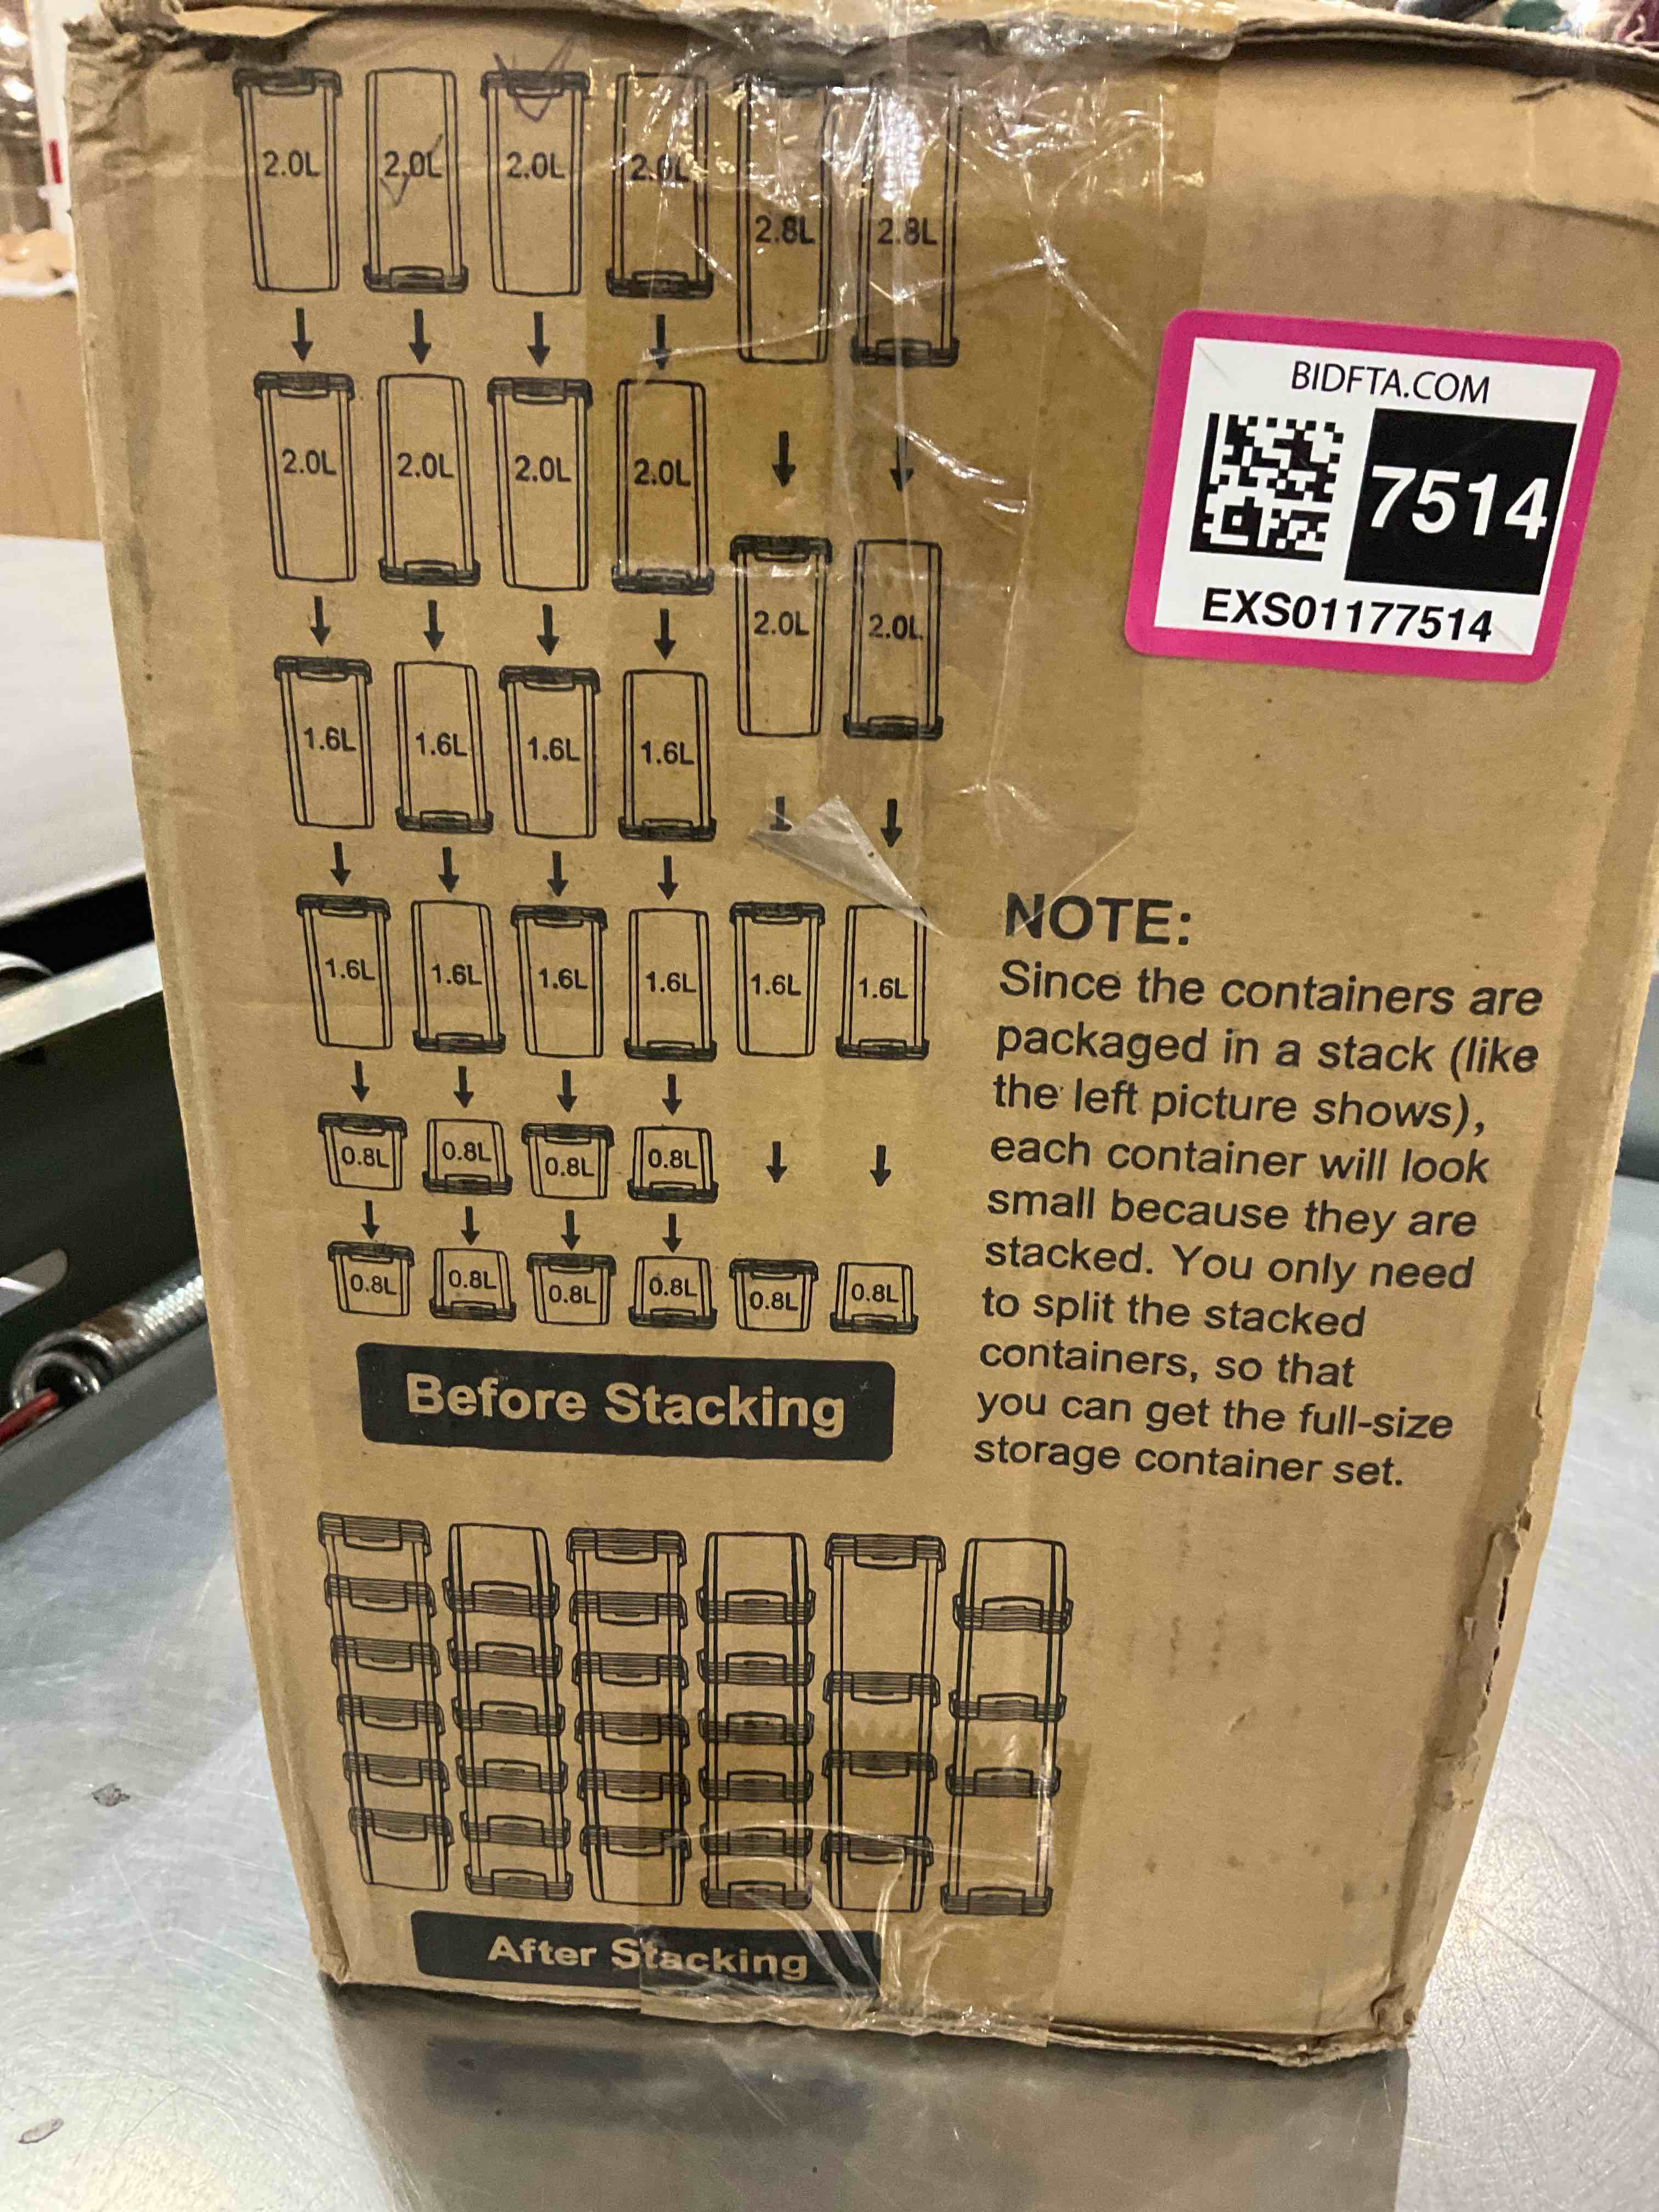 2.0L 2.0L 2.0L 2.0L
2.8L 2.8L
BIDFTA.COM
7514
EXS01177514
2.0L 2.0L 2.0L 2.0L
2.0L 2.0L
1.6L 1.6L 1.6L 1.6L
1.6L 1.6L 1.6L 1.6L 1.6L 1.6L
0.8L 0.8L 0.8L 0.8L
0.8L 0.8L 0.8L 0.8L 0.8L 0.8L
Before Stacking
NOTE:
Since the containers are
packaged in a stack (like
the left picture shows),
each container will look
small because they are
stacked. You only need
to split the stacked
containers, so that
you can get the full-size
storage container set.
After Stacking